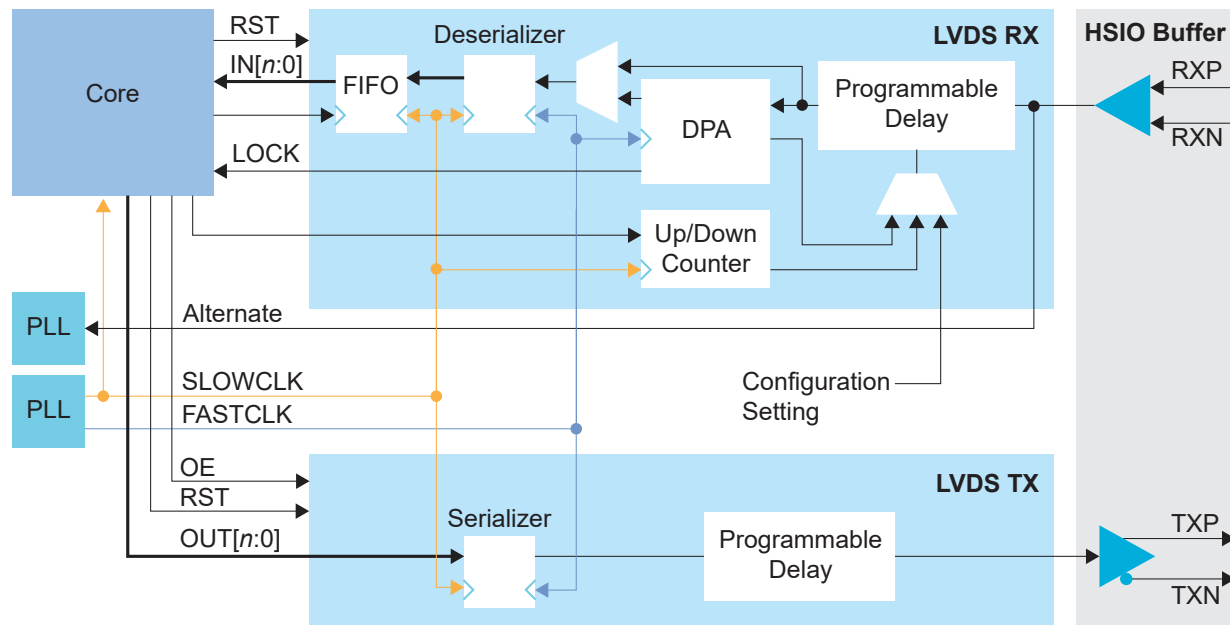 RST
Deserializer
LVDS RX
HSIO Buffer
IN[n:0]
Core
FIFO
DPA
Programmable
Delay
RXP
RXN
LOCK
Up/Down
Counter
PLL
Alternate
PLL
SLOWCLK
FASTCLK
Configuration
Setting
OE
RST
LVDS TX
OUT[n:0]
Serializer
Programmable
Delay
TXP
TXN